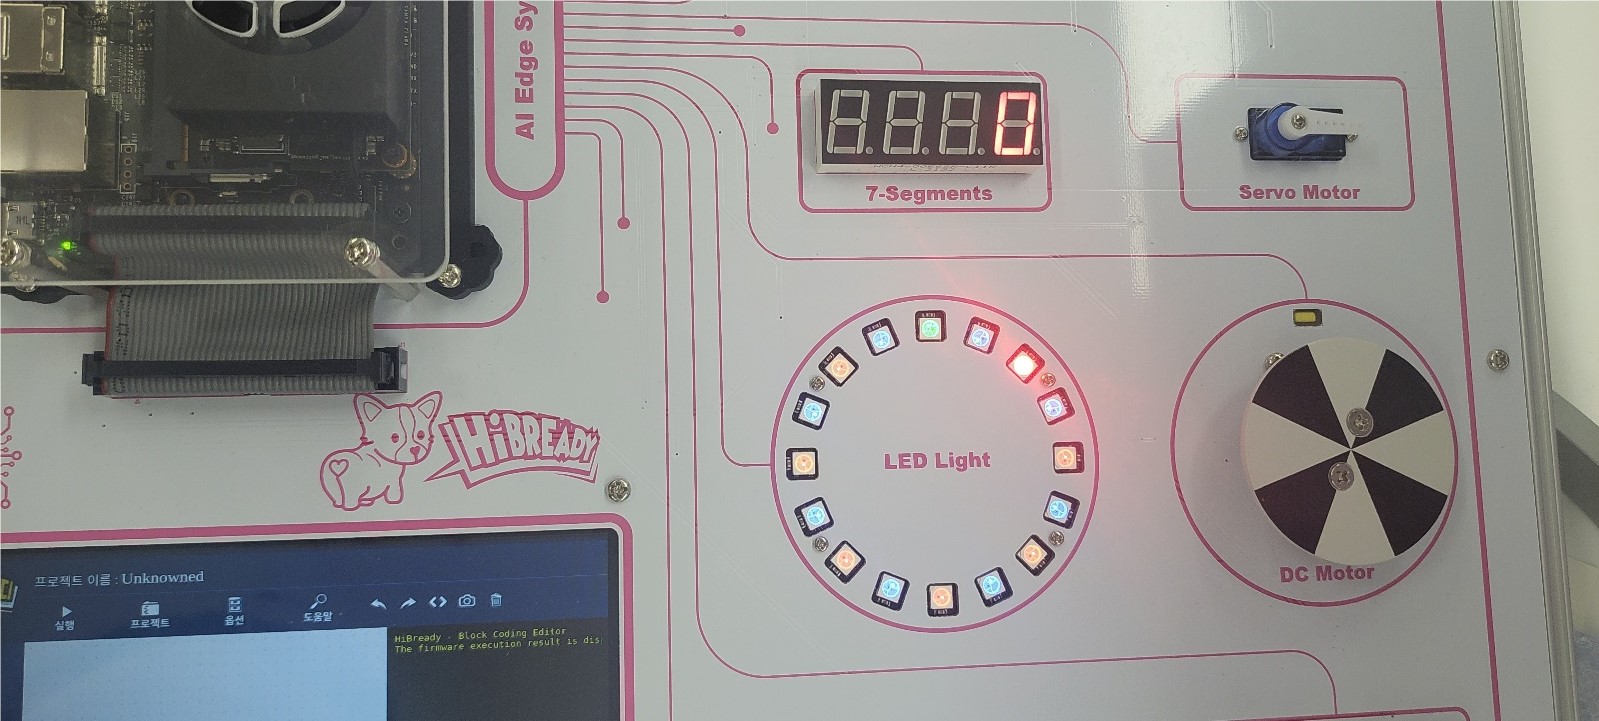 AI Edge Sy
7-Segments
Servo Motor
LED Light
DC Motor
HiBREADY
프로젝트 이름 : Unknowned
실행
프로젝트
옵션
도움말
HiBready - Block Coding Editor
The firmware execution result is dis